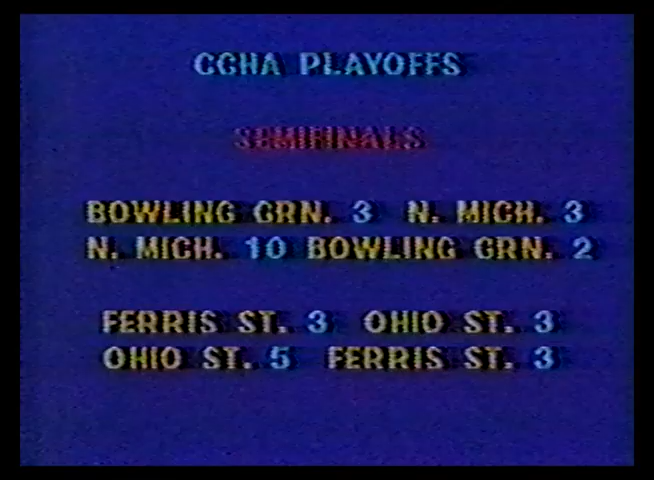 CCHA PLAYOFFS
SEMIFINALS
BOWLING GRN. 3 N. MICH. 3
N. MICH. 10 BOWLING GRN. 2
FERRIS ST. 3 OHIO ST. 3
OHIO ST. 5 FERRIS ST. 3